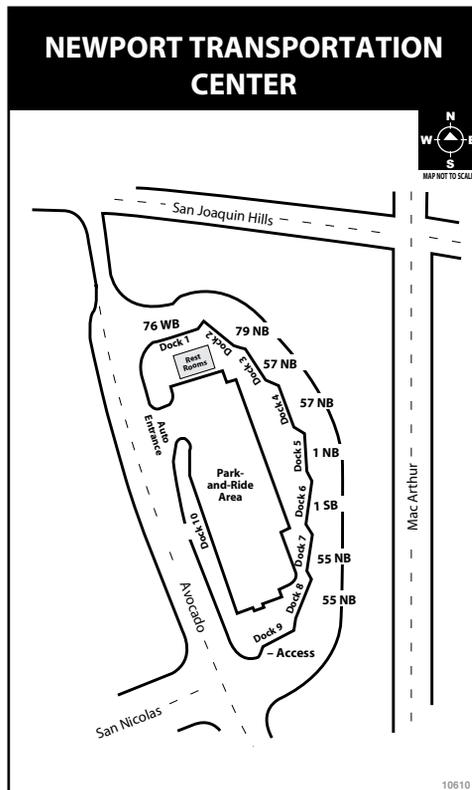 NEWPORT TRANSPORTATION
CENTER
N
W
E
S
MAP NOT TO SCALE
San Joaquin Hills
76 WB
79 NB
Dock 1
Dock 2
Rest
Rooms
Dock 3
57 NB
Dock 4
57 NB
Auto
Entrance
Dock 5
1 NB
Park-
and-Ride
Area
Dock 6
1 SB
Mac Arthur
Dock 10
Dock 7
55 NB
Dock 8
55 NB
Avocado
Dock 9
– Access
San Nicolas
10610